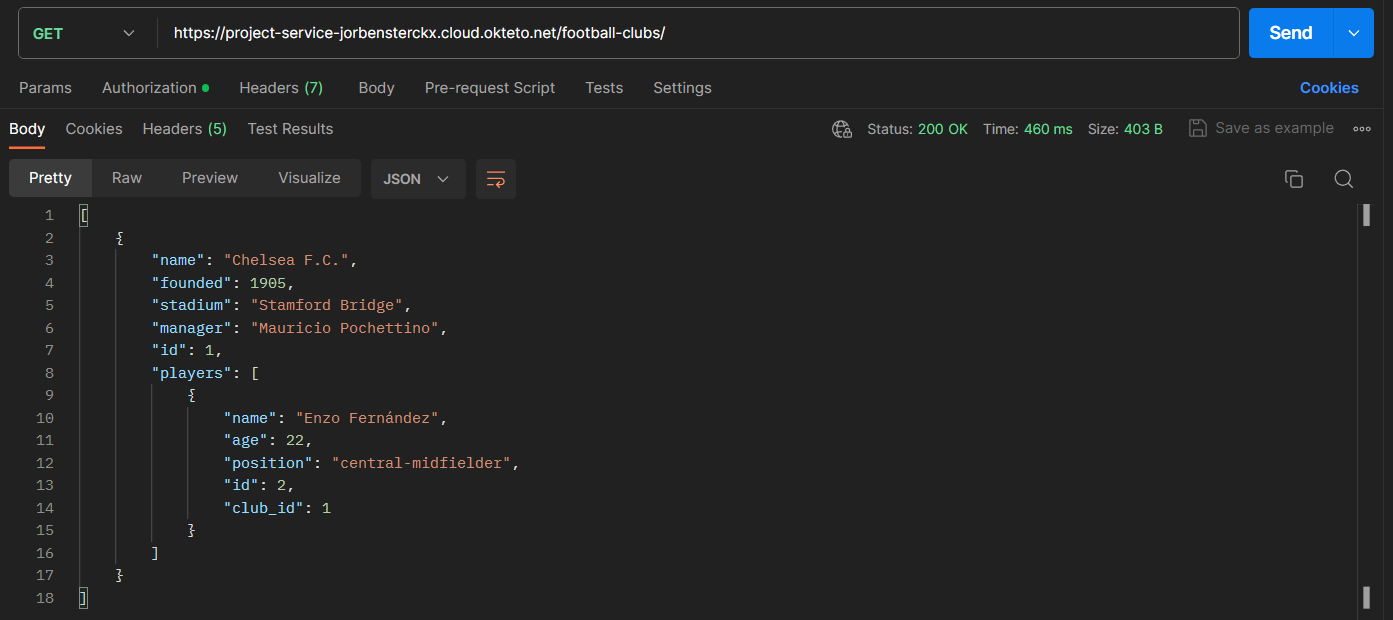 GET https://project-service-jorbensterckx.cloud.okteto.net/football-clubs/ Send
Params Authorization Headers (7) Body Pre-request Script Tests Settings Cookies
Body Cookies Headers (5) Test Results Status: 200 OK Time: 460 ms Size: 403 B Save as example
Pretty Raw Preview Visualize JSON
1 [
2 {
3 "name": "Chelsea F.C.",
4 "founded": 1905,
5 "stadium": "Stamford Bridge",
6 "manager": "Mauricio Pochettino",
7 "id": 1,
8 "players": [
9 {
10 "name": "Enzo Fernández",
11 "age": 22,
12 "position": "central-midfielder",
13 "id": 2,
14 "club_id": 1
15 }
16 ]
17 }
18 ]